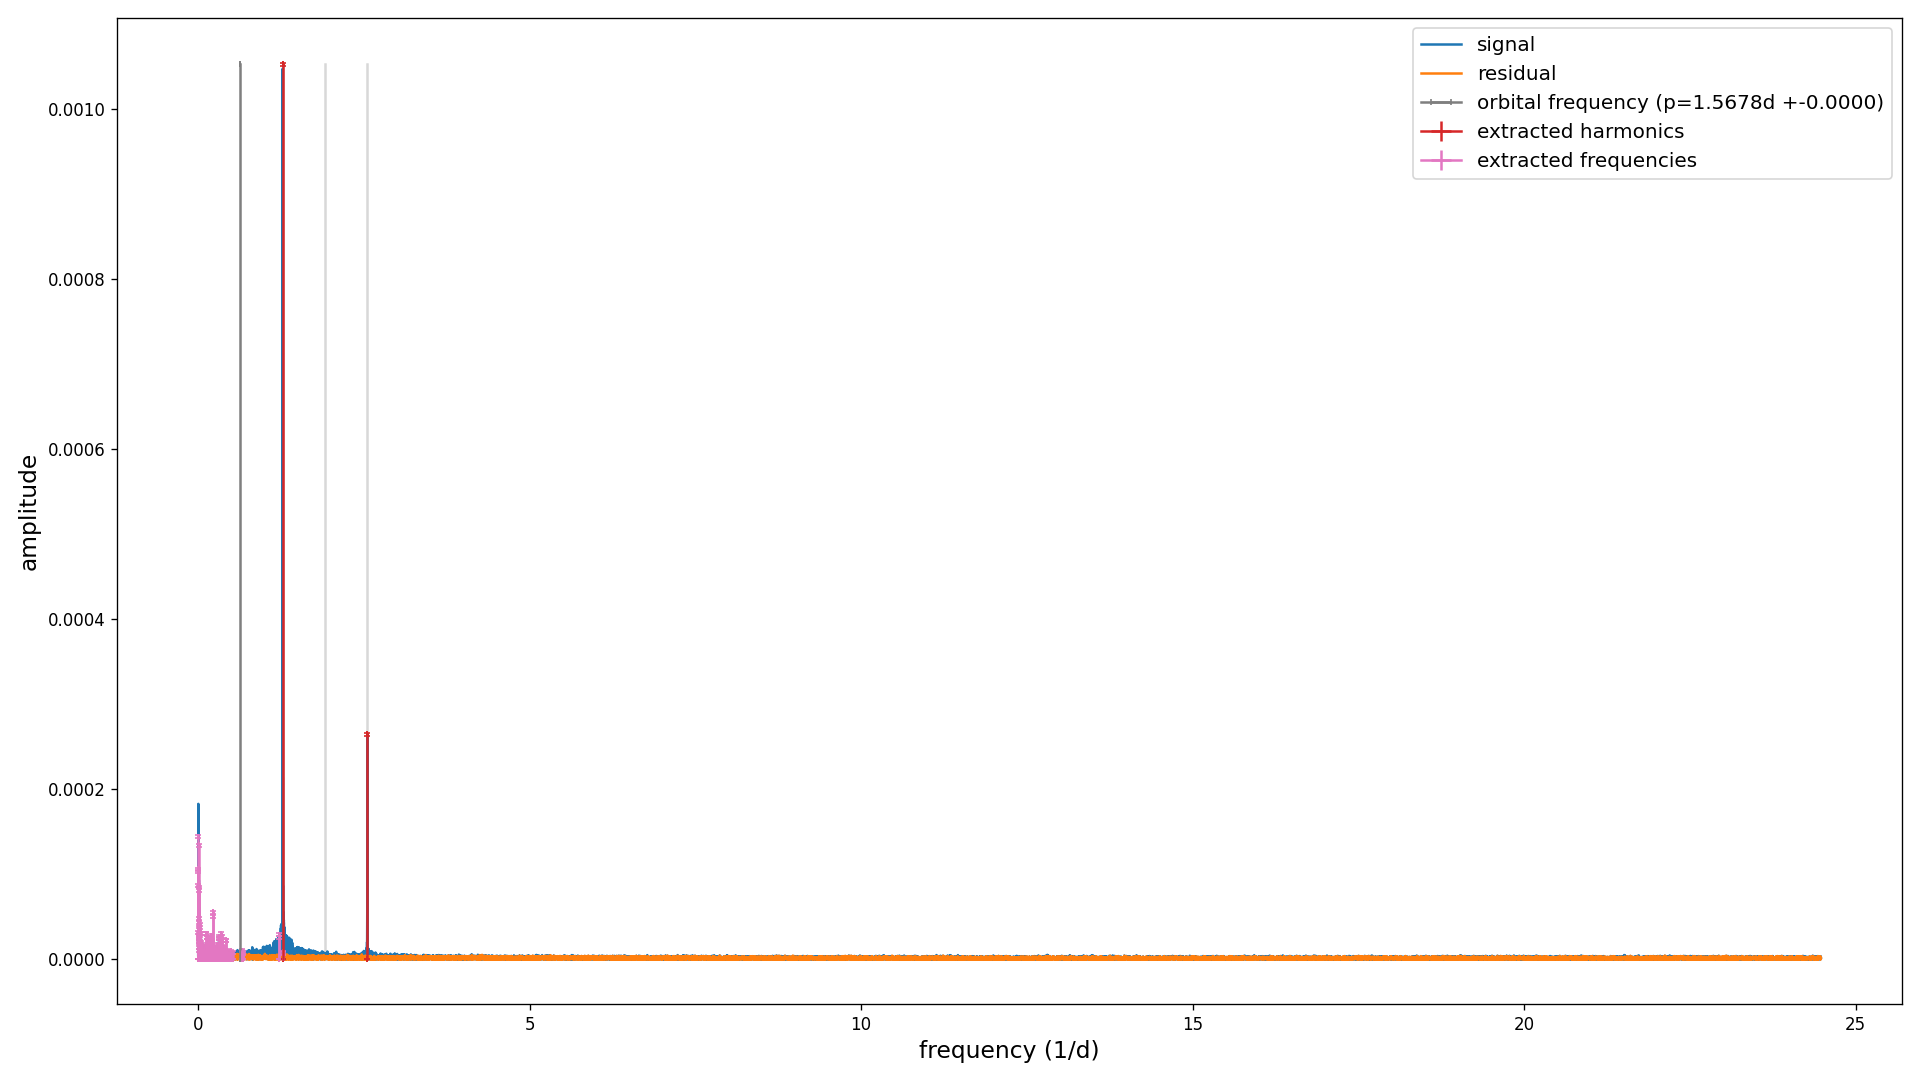 signal
residual
orbital frequency (p=1.5678d +-0.0000)
extracted harmonics
extracted frequencies
0.0010
0.0008
0.0006
0.0004
0.0002
0.0000
amplitude
0
5
10
15
20
25
frequency (1/d)